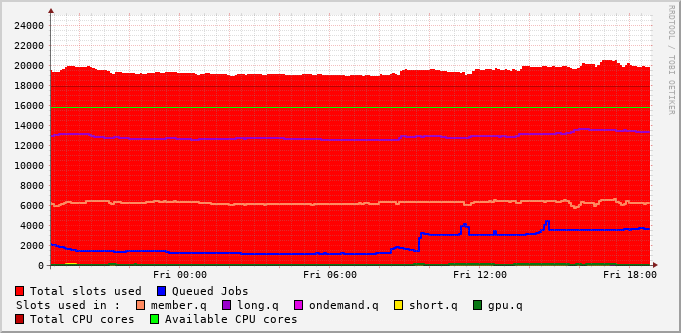 RRDTOOL / TOBI OETIKER
24000
22000
20000
18000
16000
14000
12000
10000
8000
6000
4000
2000
0
Fri 00:00 Fri 06:00 Fri 12:00 Fri 18:00
Total slots used Queued Jobs
Slots used in : member.q long.q ondemand.q short.q gpu.q
Total CPU cores Available CPU cores